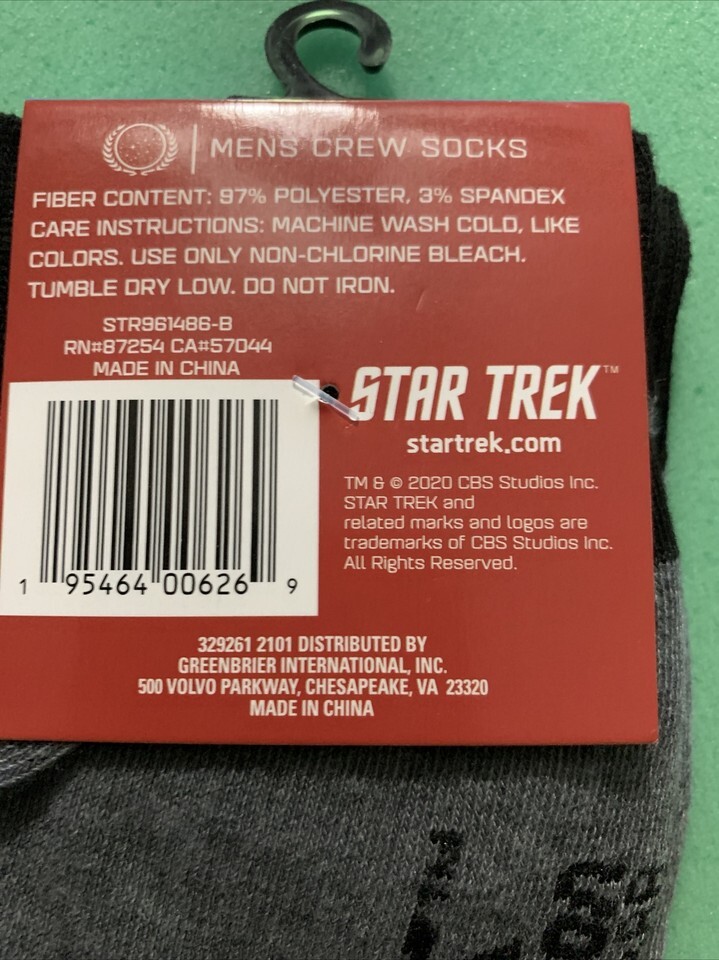 MENS CREW SOCKS
FIBER CONTENT: 97% POLYESTER, 3% SPANDEX
CARE INSTRUCTIONS: MACHINE WASH COLD, LIKE
COLORS. USE ONLY NON-CHLORINE BLEACH.
TUMBLE DRY LOW. DO NOT IRON.
STR961486-B
RN#87254 CA#57044
MADE IN CHINA
1 95464 00626 9
STAR TREK™
startrek.com
TM & © 2020 CBS Studios Inc.
STAR TREK and
related marks and logos are
trademarks of CBS Studios Inc.
All Rights Reserved.
329261 2101 DISTRIBUTED BY
GREENBRIER INTERNATIONAL, INC.
500 VOLVO PARKWAY, CHESAPEAKE, VA 23320
MADE IN CHINA